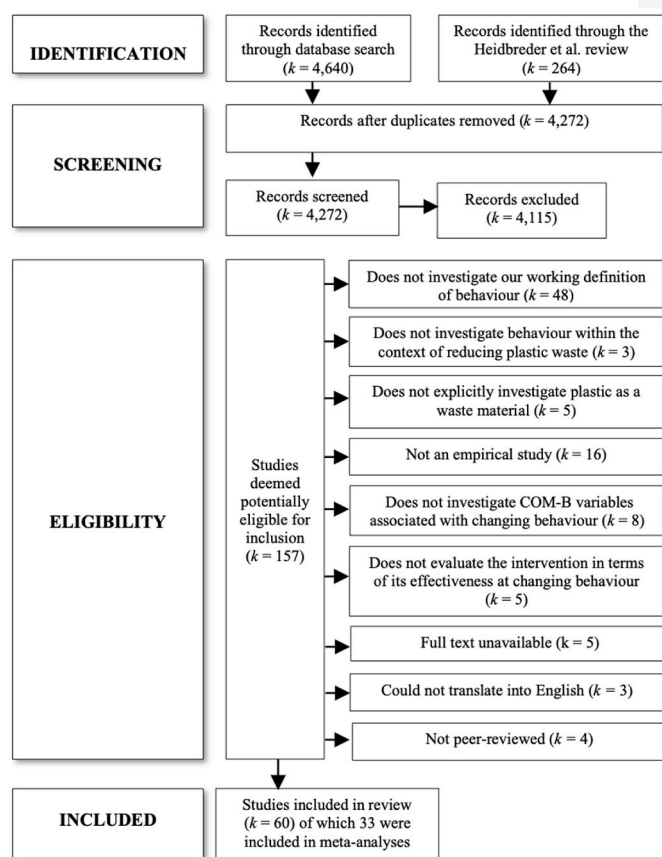 IDENTIFICATION
Records identified
through database search
(k = 4,640)
Records identified through the
Heidbreder et al. review
(k = 264)
SCREENING
Records after duplicates removed (k = 4,272)
Records screened
(k = 4,272)
Records excluded
(k = 4,115)
ELIGIBILITY
Studies
deemed
potentially
eligible for
inclusion
(k = 157)
Does not investigate our working definition
of behaviour (k = 48)
Does not investigate behaviour within the
context of reducing plastic waste (k = 3)
Does not explicitly investigate plastic as a
waste material (k = 5)
Not an empirical study (k = 16)
Does not investigate COM-B variables
associated with changing behaviour (k = 8)
Does not evaluate the intervention in terms
of its effectiveness at changing behaviour
(k = 5)
Full text unavailable (k = 5)
Could not translate into English (k = 3)
Not peer-reviewed (k = 4)
INCLUDED
Studies included in review
(k = 60) of which 33 were
included in meta-analyses